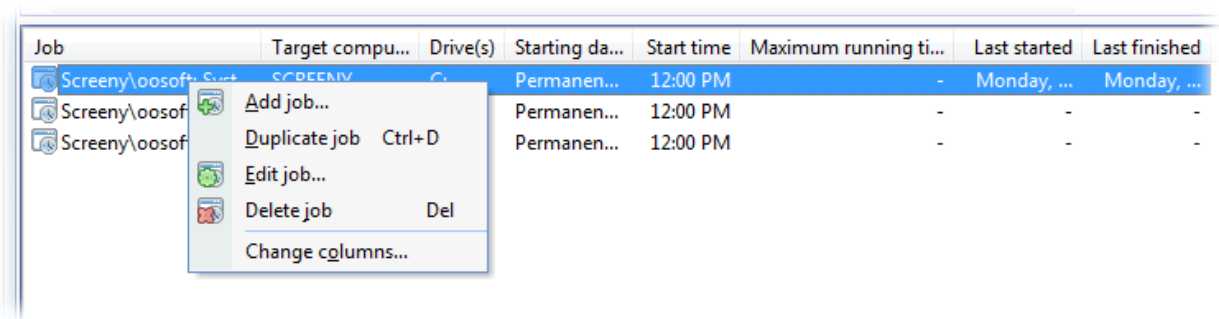 Job Target compu... Drive(s) Starting da... Start time Maximum running ti... Last started Last finished
Screeny\oosoft: Syst... SCREENY C: Permanen... 12:00 PM - Monday, ... Monday, ...
Screeny\oosof Permanen... 12:00 PM - - -
Screeny\oosof Permanen... 12:00 PM - - -
Add job...
Duplicate job Ctrl+D
Edit job...
Delete job Del
Change columns...